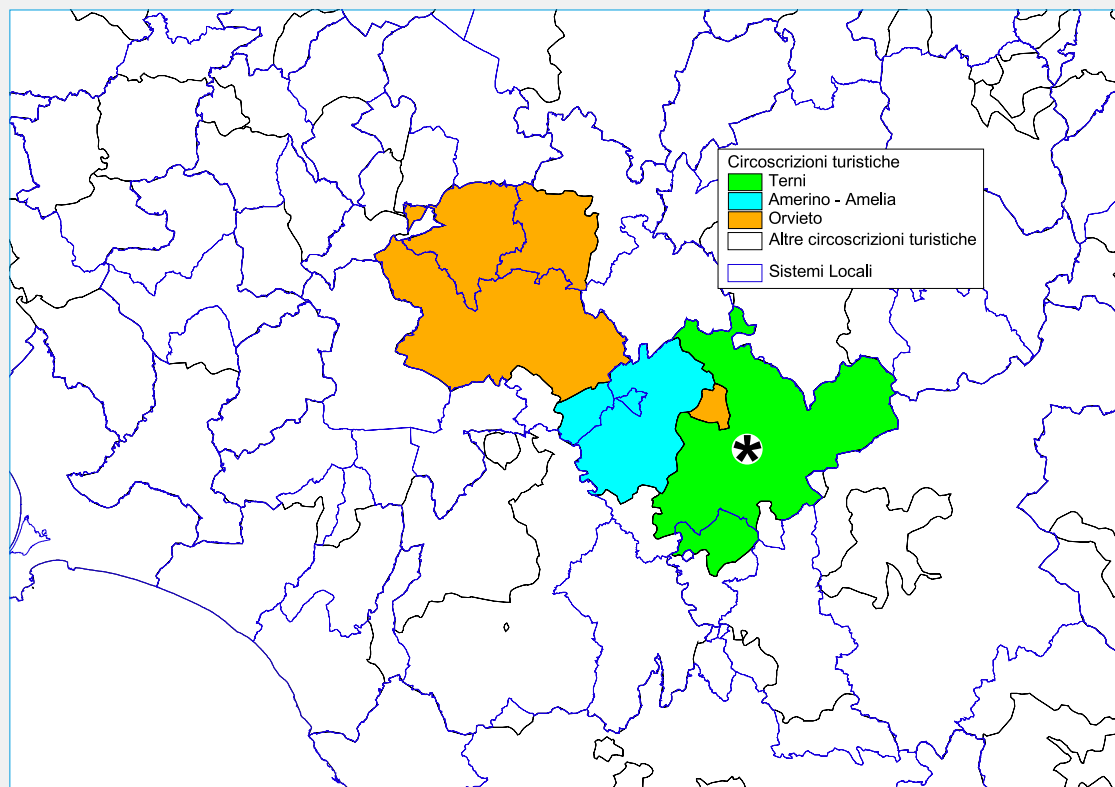 Circoscrizioni turistiche
Terni
Amerino - Amelia
Orvieto
Altre circoscrizioni turistiche
Sistemi Locali